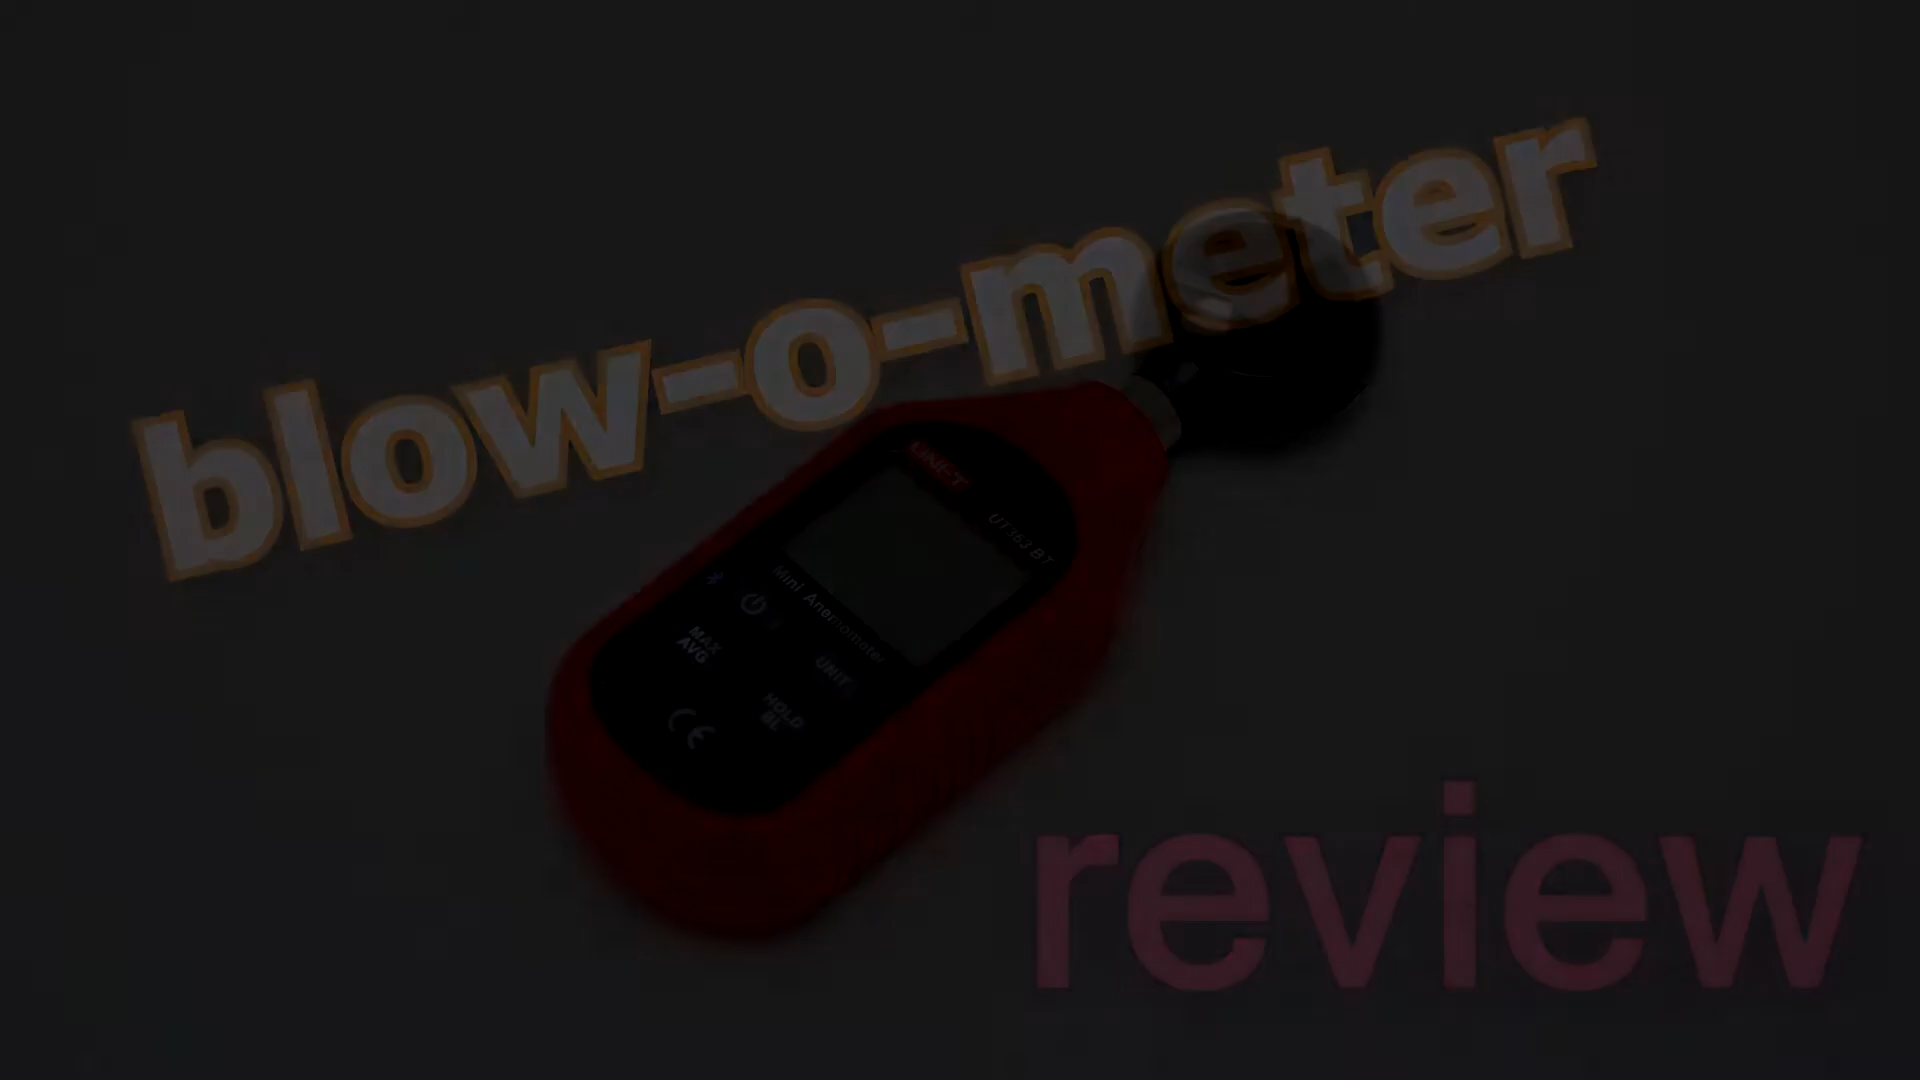 blow-o-meter
UNI-T
UT363 BT
Mini Anemometer
MAX
AVG
UNIT
HOLD
BL
CE
review